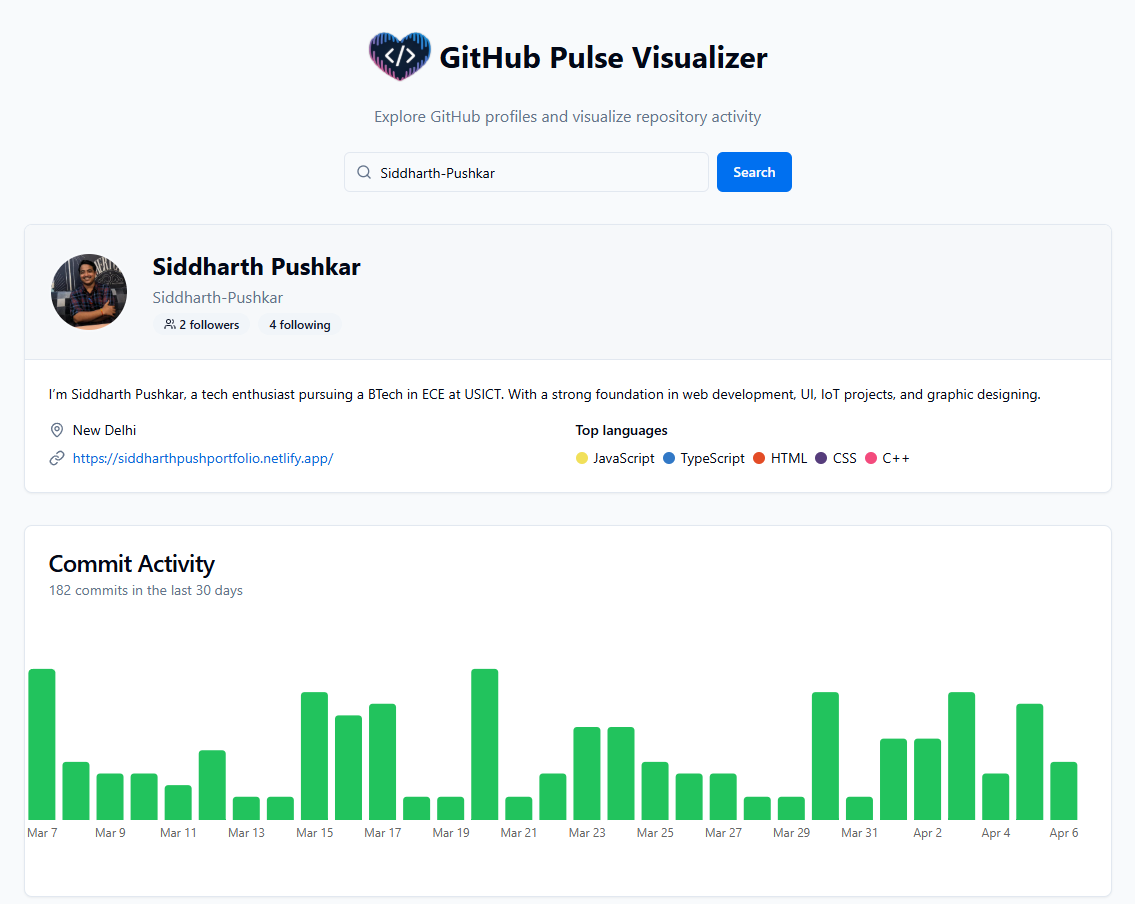 </> GitHub Pulse Visualizer
Explore GitHub profiles and visualize repository activity
Siddharth-Pushkar Search
Siddharth Pushkar
Siddharth-Pushkar
2 followers 4 following
I'm Siddharth Pushkar, a tech enthusiast pursuing a BTech in ECE at USICT. With a strong foundation in web development, UI, IoT projects, and graphic designing.
New Delhi
https://siddharthpushportfolio.netlify.app/
Top languages
JavaScript TypeScript HTML CSS C++
Commit Activity
182 commits in the last 30 days
Mar 7 Mar 9 Mar 11 Mar 13 Mar 15 Mar 17 Mar 19 Mar 21 Mar 23 Mar 25 Mar 27 Mar 29 Mar 31 Apr 2 Apr 4 Apr 6